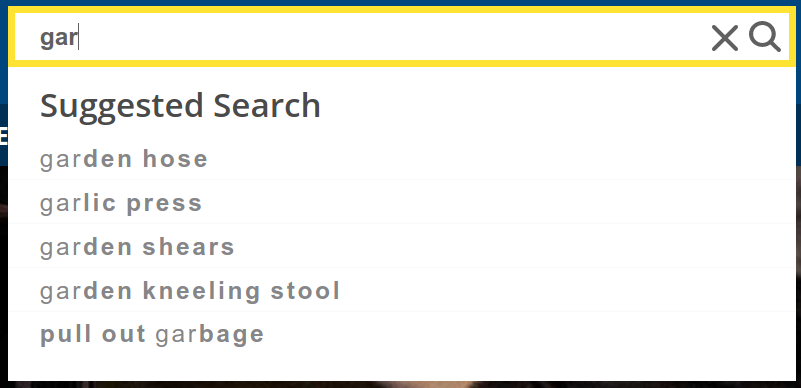 gar
Suggested Search
garden hose
garlic press
garden shears
garden kneeling stool
pull out garbage